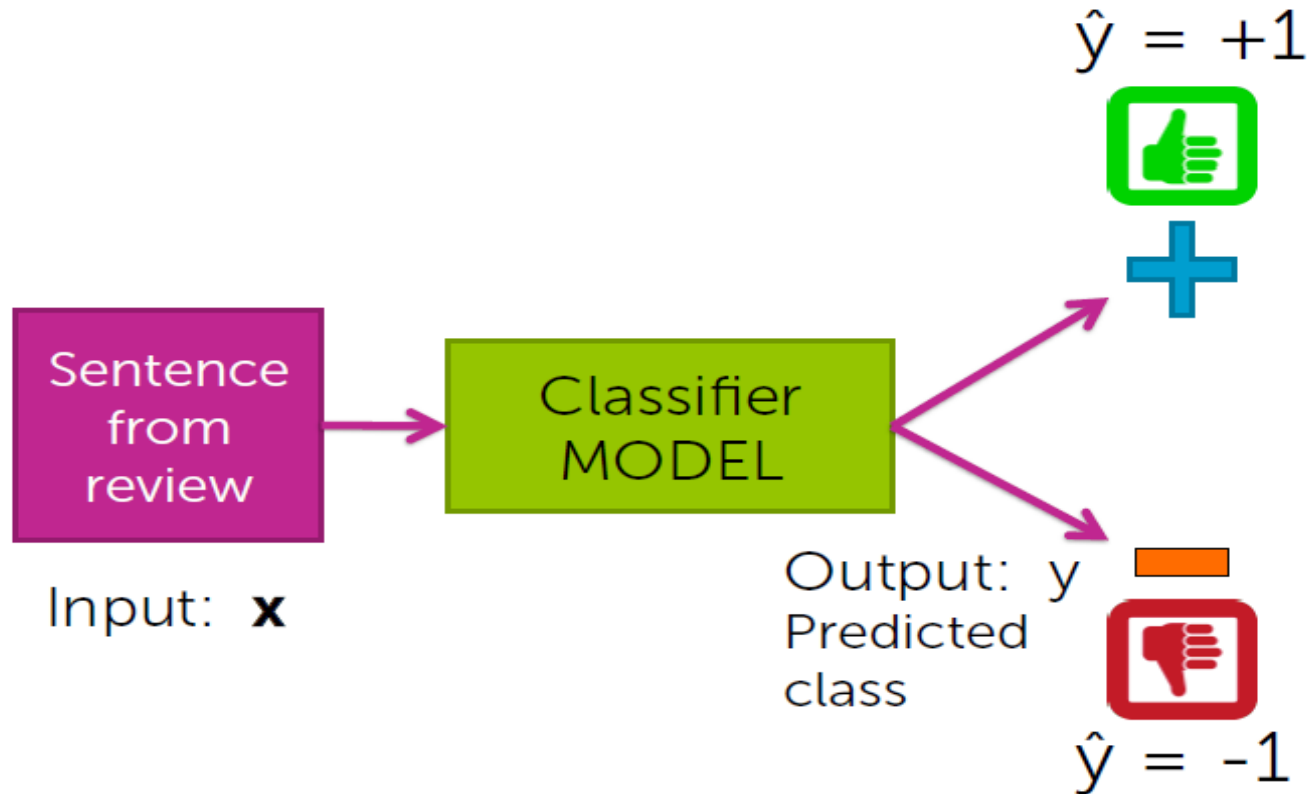 ŷ = +1
Sentence
from
review
Classifier
MODEL
Input: x
Output: y
Predicted
class
ŷ = -1